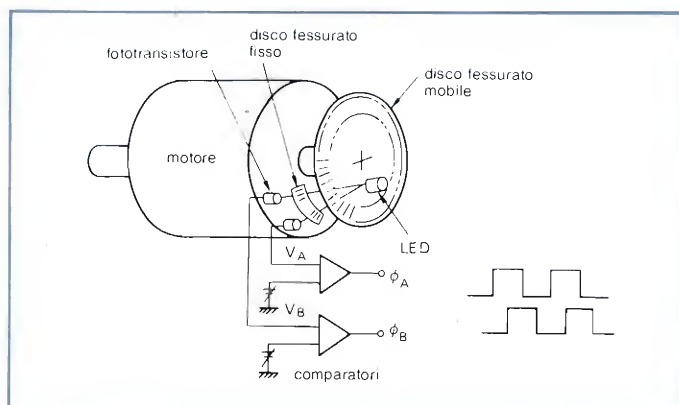 disco fessurato
fisso
fototransistore
disco fessurato
mobile
motore
LED
V_A
ϕ_A
V_B
ϕ_B
comparatori